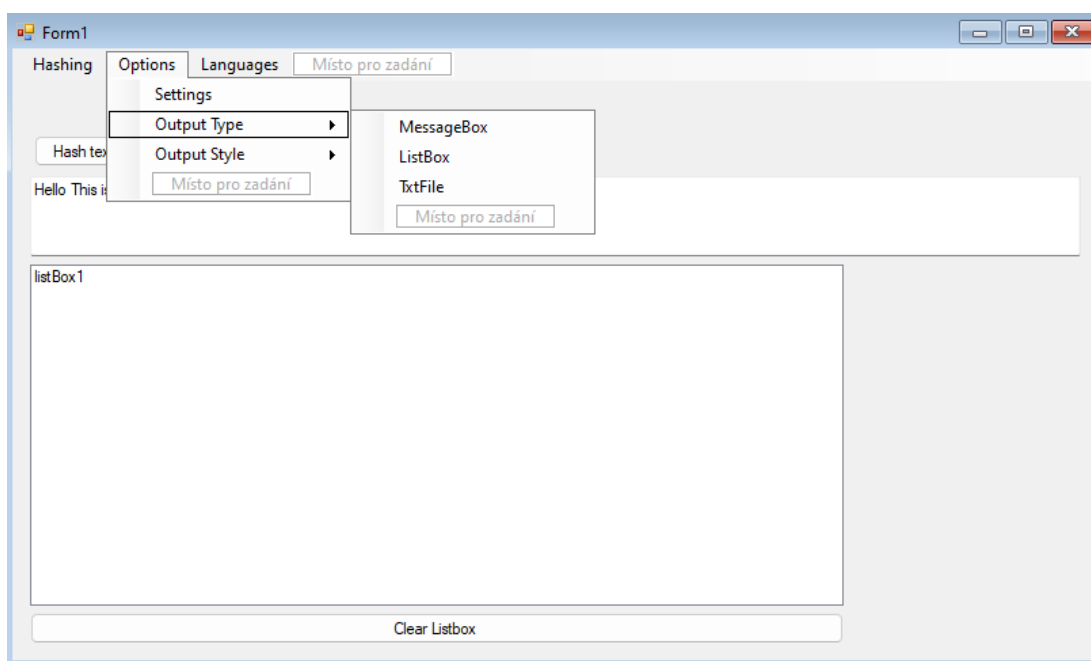 Form1
Hashing Options Languages Místo pro zadání
Settings
Output Type MessageBox
Hash tex Output Style ListBox
Místo pro zadání TxtFile
Hello This is Místo pro zadání
listBox1
Clear Listbox